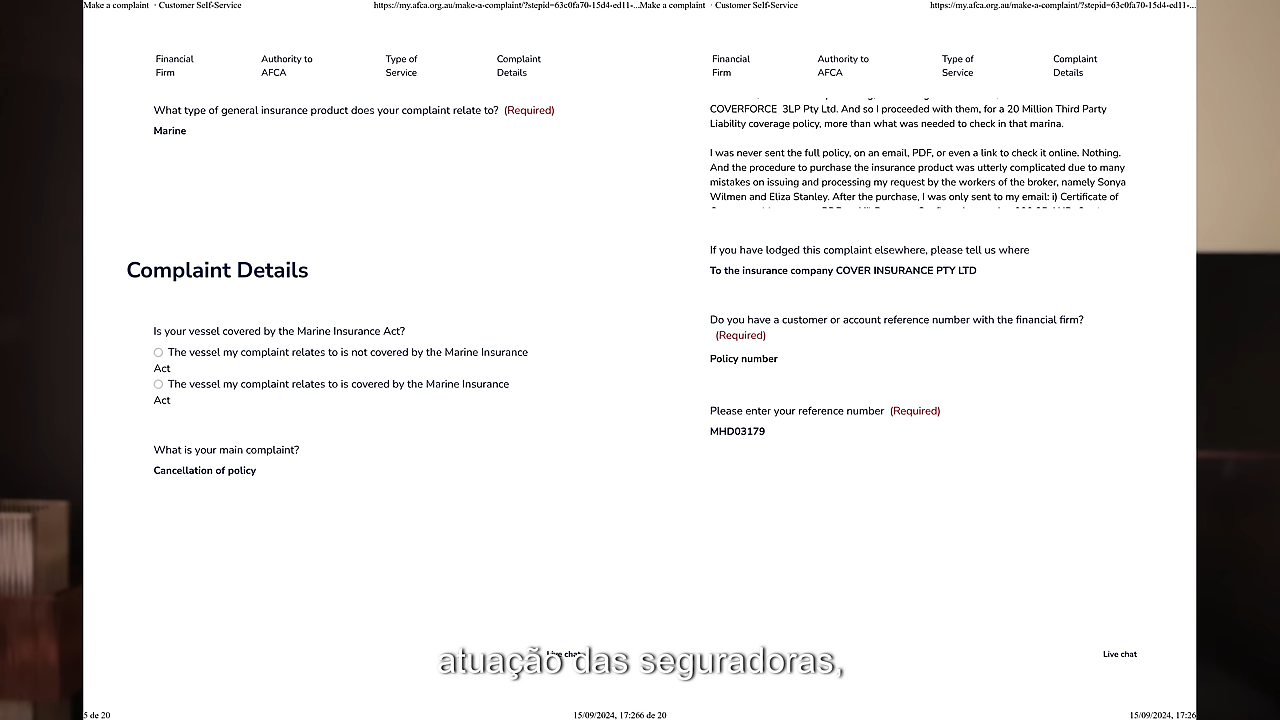 Make a complaint · Customer Self-Service
https://my.afca.org.au/make-a-complaint/?stepid=63c0fa70-15d4-ed11-...
Financial Firm
Authority to AFCA
Type of Service
Complaint Details
What type of general insurance product does your complaint relate to? (Required)
Marine
Complaint Details
Is your vessel covered by the Marine Insurance Act?
The vessel my complaint relates to is not covered by the Marine Insurance
Act
The vessel my complaint relates to is covered by the Marine Insurance
Act
What is your main complaint?
Cancellation of policy
Live chat
5 de 20
15/09/2024, 17:26
Make a complaint · Customer Self-Service
https://my.afca.org.au/make-a-complaint/?stepid=63c0fa70-15d4-ed11-...
Financial Firm
Authority to AFCA
Type of Service
Complaint Details
COVERFORCE 3LP Pty Ltd. And so I proceeded with them, for a 20 Million Third Party
Liability coverage policy, more than what was needed to check in that marina.
I was never sent the full policy, on an email, PDF, or even a link to check it online. Nothing.
And the procedure to purchase the insurance product was utterly complicated due to many
mistakes on issuing and processing my request by the workers of the broker, namely Sonya
Wilmen and Eliza Stanley. After the purchase, I was only sent to my email: i) Certificate of
If you have lodged this complaint elsewhere, please tell us where
To the insurance company COVER INSURANCE PTY LTD
Do you have a customer or account reference number with the financial firm?
(Required)
Policy number
Please enter your reference number (Required)
MHD03179
Live chat
6 de 20
15/09/2024, 17:26
atuação das seguradoras,